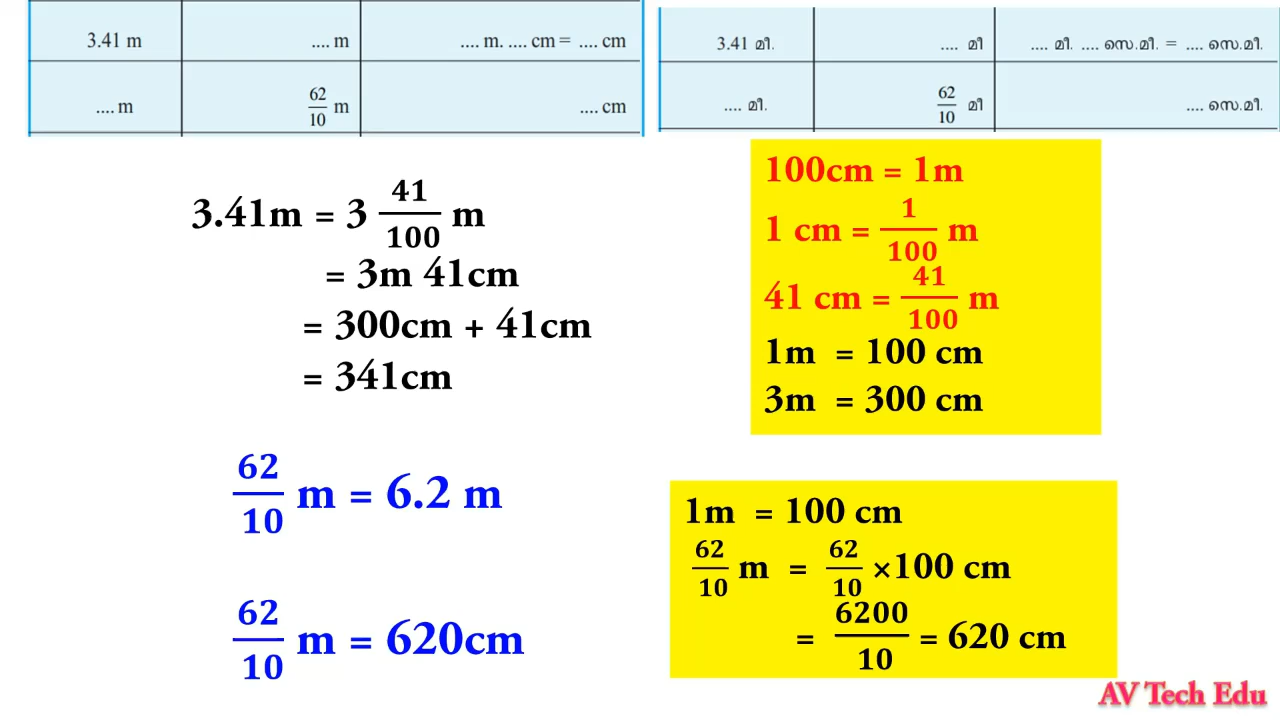 3.41 m .... m .... m. .... cm = .... cm
.... m 62/10 m .... cm
3.41 മീ. .... മീ .... മീ. .... സെ.മീ. = .... സെ.മീ.
.... മീ. 62/10 മീ .... സെ.മീ.
3.41m = 3 41/100 m
= 3m 41cm
= 300cm + 41cm
= 341cm
100cm = 1m
1 cm = 1/100 m
41 cm = 41/100 m
1m = 100 cm
3m = 300 cm
62/10 m = 6.2 m
62/10 m = 620cm
1m = 100 cm
62/10 m = 62/10 ×100 cm
= 6200/10 = 620 cm
AV Tech Edu